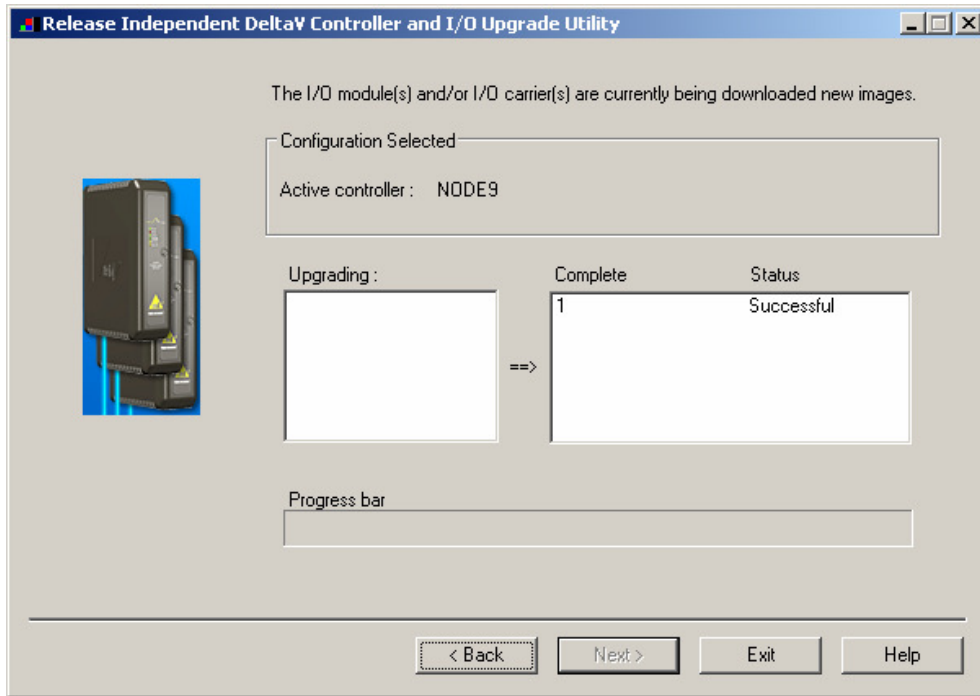 Release Independent DeltaV Controller and I/O Upgrade Utility
The I/O module(s) and/or I/O carrier(s) are currently being downloaded new images.
Configuration Selected
Active controller : NODE9
Upgrading :
Complete Status
1 Successful
==>
Progress bar
< Back Next > Exit Help